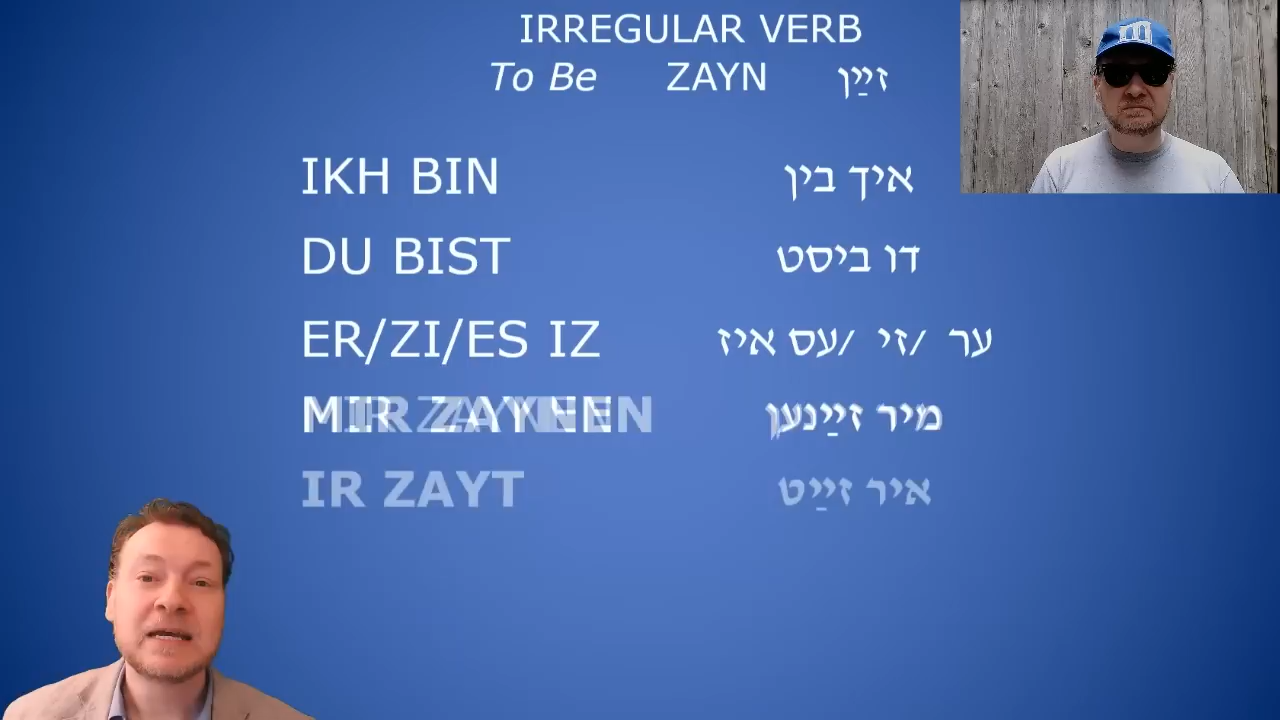 IRREGULAR VERB
To Be ZAYN זײַן
IKH BIN איך בין
DU BIST דו ביסט
ER/ZI/ES IZ ער /זי /עס איז
MIR ZAYNEN מיר זײַנען
IR ZAYT איר זײַט